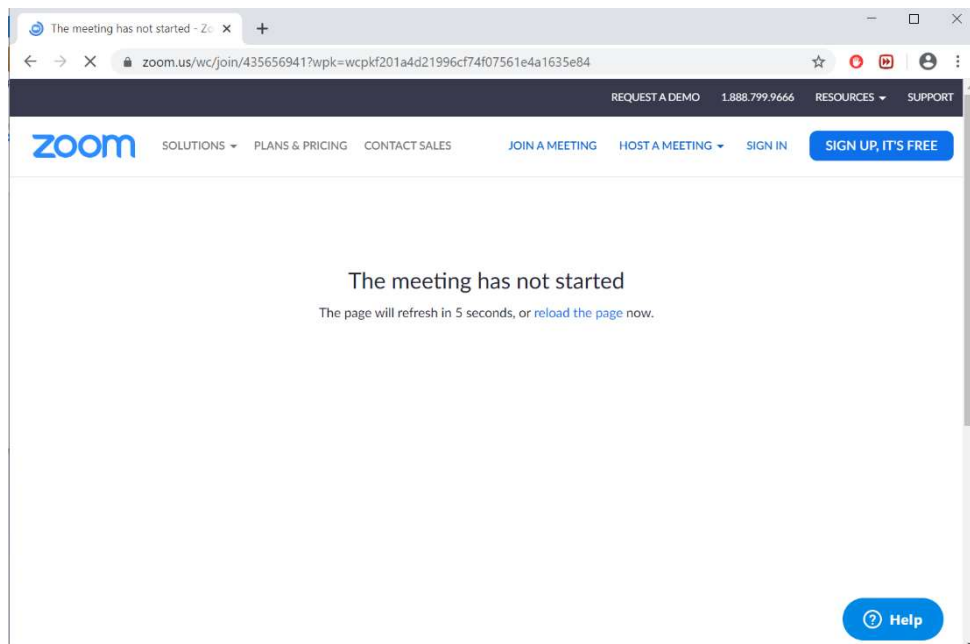 The meeting has not started - Zo
zoom.us/wc/join/435656941?wpk=wcpkf201a4d21996cf74f07561e4a1635e84
REQUEST A DEMO 1.888.799.9666 RESOURCES SUPPORT
zoom SOLUTIONS PLANS & PRICING CONTACT SALES JOIN A MEETING HOST A MEETING SIGN IN SIGN UP, IT'S FREE
The meeting has not started
The page will refresh in 5 seconds, or reload the page now.
Help